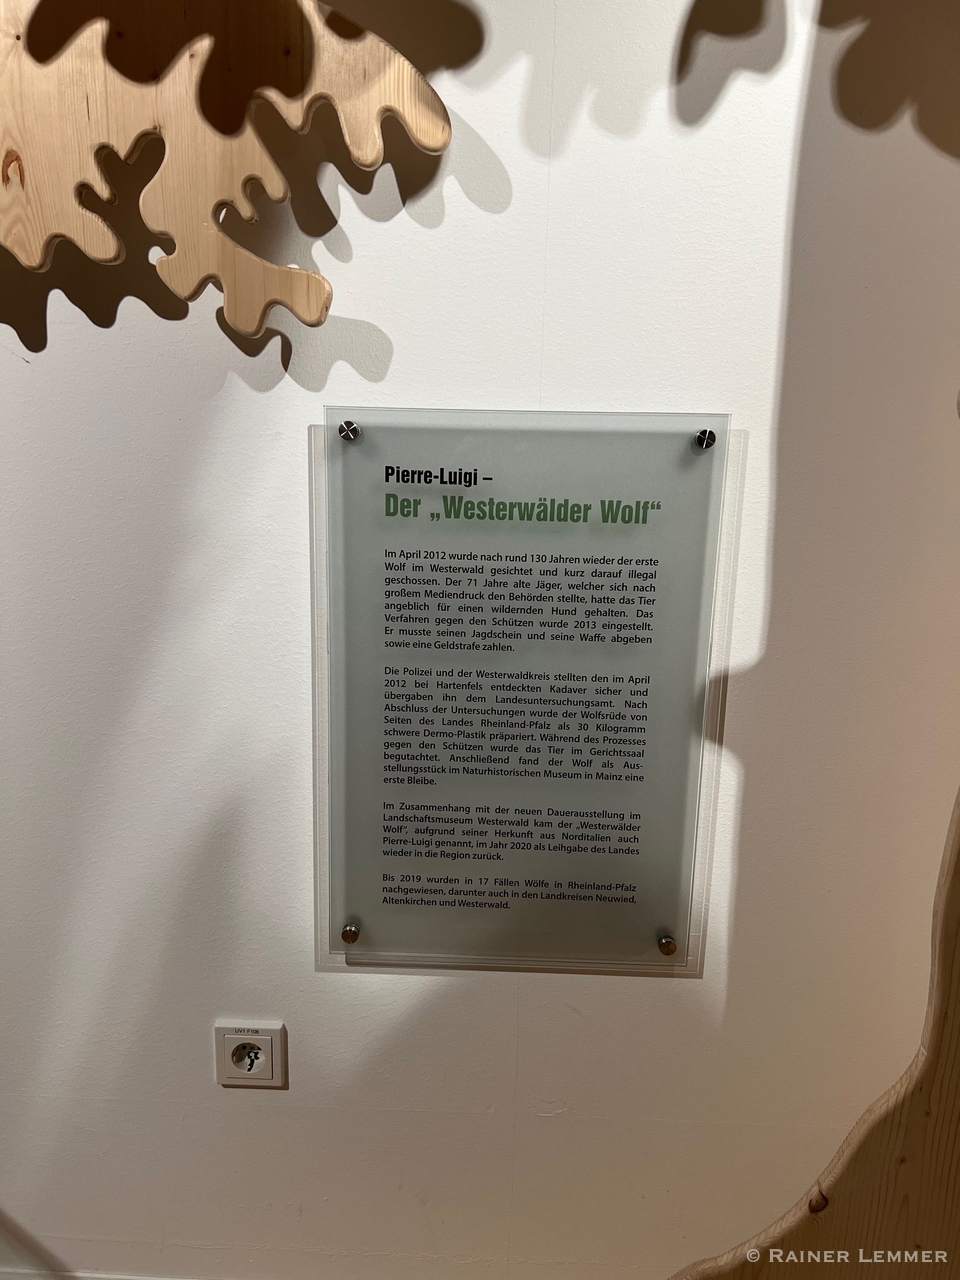 Pierre-Luigi –
Der „Westerwälder Wolf“
Im April 2012 wurde nach rund 130 Jahren wieder der erste
Wolf im Westerwald gesichtet und kurz darauf illegal
geschossen. Der 71 Jahre alte Jäger, welcher sich nach
großem Mediendruck den Behörden stellte, hatte das Tier
angeblich für einen wildernden Hund gehalten. Das
Verfahren gegen den Schützen wurde 2013 eingestellt.
Er musste seinen Jagdschein und seine Waffe abgeben
sowie eine Geldstrafe zahlen.
Die Polizei und der Westerwaldkreis stellten den im April
2012 bei Hartenfels entdeckten Kadaver sicher und
übergaben ihn dem Landesuntersuchungsamt. Nach
Abschluss der Untersuchungen wurde der Wolfsrüde von
Seiten des Landes Rheinland-Pfalz als 30 Kilogramm
schwere Dermo-Plastik präpariert. Während des Prozesses
gegen den Schützen wurde das Tier im Gerichtssaal
begutachtet. Anschließend fand der Wolf als Aus-
stellungsstück im Naturhistorischen Museum in Mainz eine
erste Bleibe.
Im Zusammenhang mit der neuen Dauerausstellung im
Landschaftsmuseum Westerwald kam der „Westerwälder
Wolf“, aufgrund seiner Herkunft aus Norditalien auch
Pierre-Luigi genannt, im Jahr 2020 als Leihgabe des Landes
wieder in die Region zurück.
Bis 2019 wurden in 17 Fällen Wölfe in Rheinland-Pfalz
nachgewiesen, darunter auch in den Landkreisen Neuwied,
Altenkirchen und Westerwald.
© RAINER LEMMER